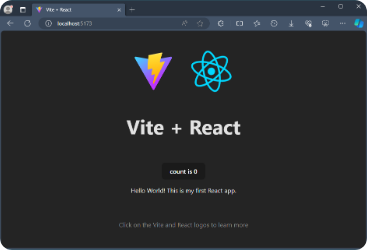 Vite + React
localhost:5173
Vite + React
count is 0
Hello World! This is my first React app.
Click on the Vite and React logos to learn more